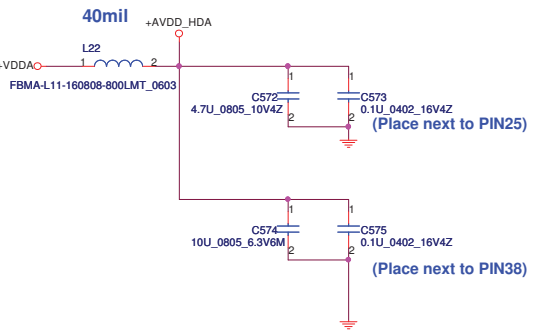 40mil
+AVDD_HDA
L22
+VDDA
1
2
FBMA-L11-160808-800LMT_0603
1
1
C572
C573
4.7U_0805_10V4Z
0.1U_0402_16V4Z
2
2
(Place next to PIN25)
1
1
C574
C575
10U_0805_6.3V6M
0.1U_0402_16V4Z
2
2
(Place next to PIN38)